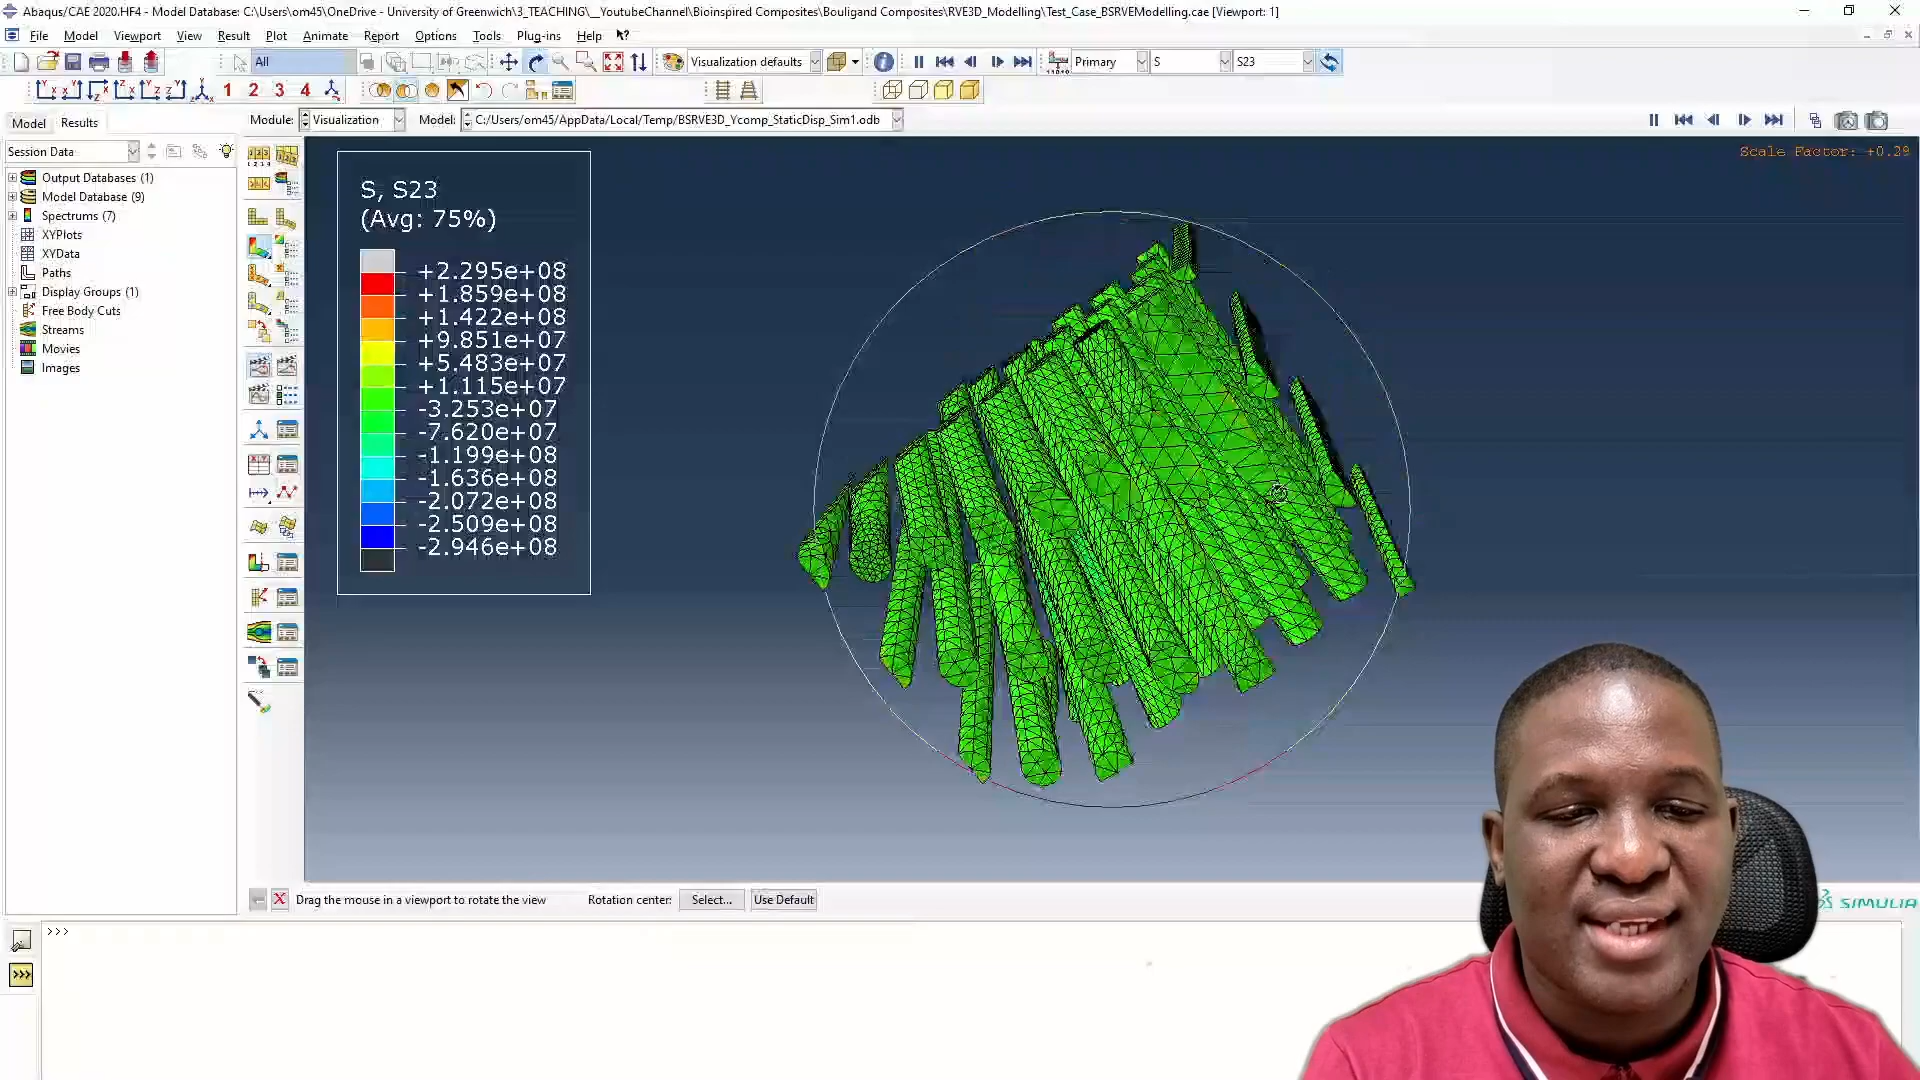 Abaqus/CAE 2020.HF4 - Model Database: C:\Users\om45\OneDrive - University of Greenwich\3_TEACHING\__YoutubeChannel\Bioinspired Composites\Bouligand Composites\RVE3D_Modelling\Test_Case_BSRVEModelling.cae [Viewport: 1]
File Model Viewport View Result Plot Animate Report Options Tools Plug-ins Help
All Visualization defaults Primary S S23
1 2 3 4
Model Results Module: Visualization Model: C:/Users/om45/AppData/Local/Temp/BSRVE3D_Ycomp_StaticDisp_Sim1.odb
Session Data
Output Databases (1)
Model Database (9)
Spectrums (7)
XYPlots
XYData
Paths
Display Groups (1)
Free Body Cuts
Streams
Movies
Images
Scale Factor: +0.29
S, S23
(Avg: 75%)
+2.295e+08
+1.859e+08
+1.422e+08
+9.851e+07
+5.483e+07
+1.115e+07
-3.253e+07
-7.620e+07
-1.199e+08
-1.636e+08
-2.072e+08
-2.509e+08
-2.946e+08
Drag the mouse in a viewport to rotate the view Rotation center: Select... Use Default
SIMULIA
>>>
>>>